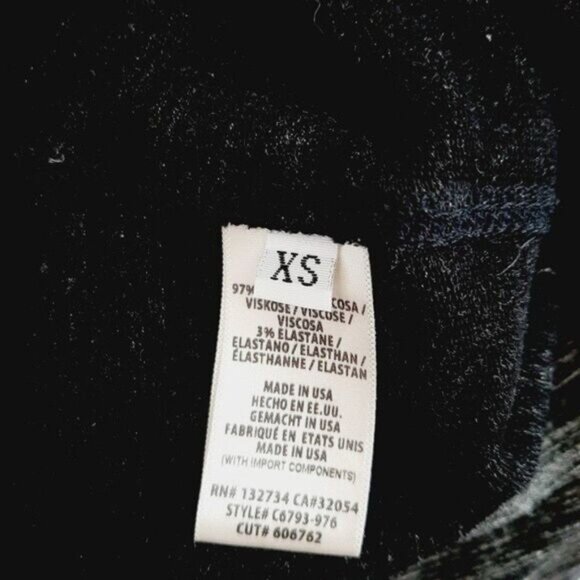 XS
97% COSA /
VISKOSE / VISCOSE /
VISCOSA
3% ELASTANE /
ELASTANO / ELASTHAN /
ÉLASTHANNE / ELASTAN
MADE IN USA
HECHO EN EE.UU.
GEMACHT IN USA
FABRIQUÉ EN ETATS UNIS
MADE IN USA
(WITH IMPORT COMPONENTS)
RN# 132734 CA#32054
STYLE# C6793-976
CUT# 606762